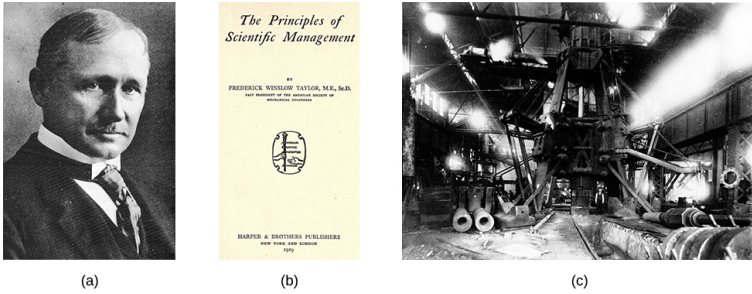 The Principles of
Scientific Management
BY
FREDERICK WINSLOW TAYLOR, M.E., Sc.D.
PAST PRESIDENT OF THE AMERICAN SOCIETY OF
MECHANICAL ENGINEERS
HARPER & BROTHERS PUBLISHERS
NEW YORK AND LONDON
1919
(a)
(b)
(c)